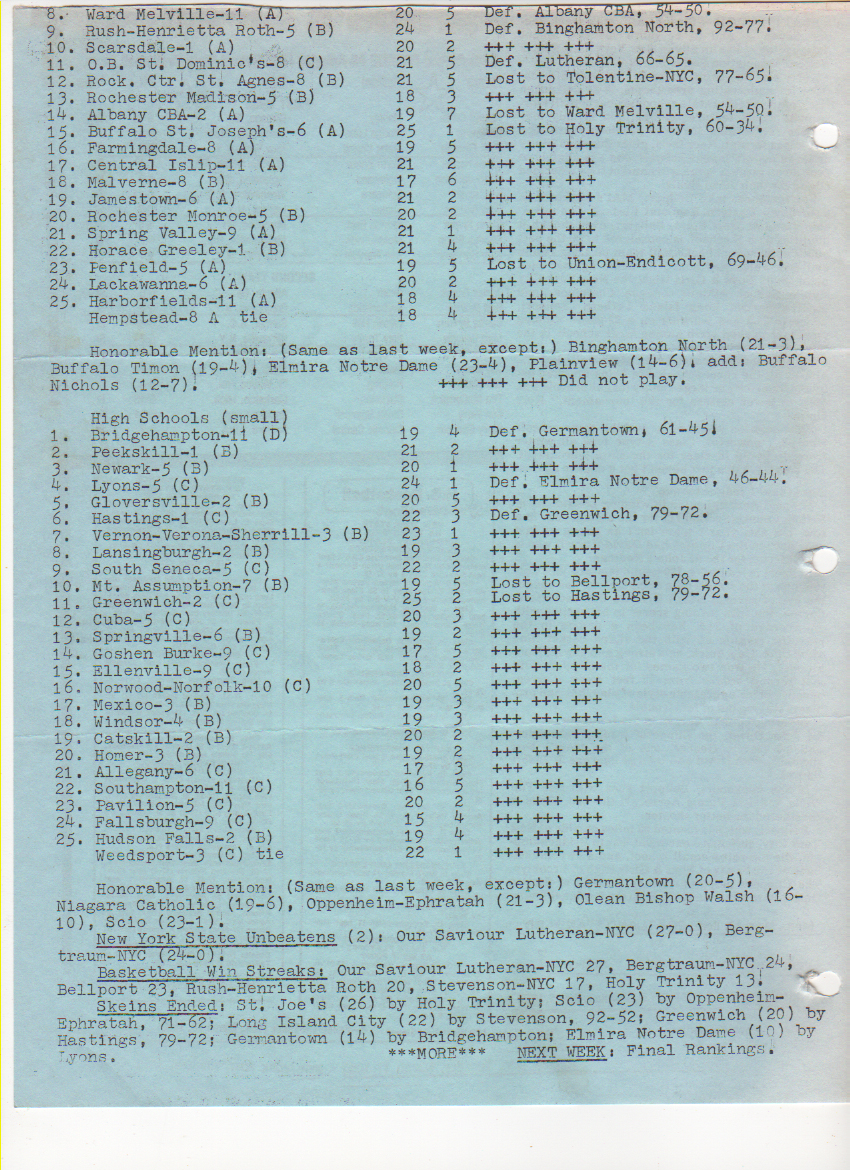 8. Ward Melville-11 (A) 20 5 Def. Albany CBA, 54-50.
9. Rush-Henrietta Roth-5 (B) 24 1 Def. Binghamton North, 92-77.
10. Scarsdale-1 (A) 20 2 +++ +++ +++
11. O.B. St. Dominic's-8 (C) 21 5 Def. Lutheran, 66-65.
12. Rock. Ctr. St. Agnes-8 (B) 21 5 Lost to Tolentine-NYC, 77-65.
13. Rochester Madison-5 (B) 18 3 +++ +++ +++
14. Albany CBA-2 (A) 19 7 Lost to Ward Melville, 54-50.
15. Buffalo St. Joseph's-6 (A) 25 1 Lost to Holy Trinity, 60-34.
16. Farmingdale-8 (A) 19 5 +++ +++ +++
17. Central Islip-11 (A) 21 2 +++ +++ +++
18. Malverne-8 (B) 17 6 +++ +++ +++
19. Jamestown-6 (A) 21 2 +++ +++ +++
20. Rochester Monroe-5 (B) 20 2 +++ +++ +++
21. Spring Valley-9 (A) 21 1 +++ +++ +++
22. Horace Greeley-1 (B) 21 4 +++ +++ +++
23. Penfield-5 (A) 19 5 Lost to Union-Endicott, 69-46.
24. Lackawanna-6 (A) 20 2 +++ +++ +++
25. Harborfields-11 (A) 18 4 +++ +++ +++
Hempstead-8 A tie 18 4 +++ +++ +++
Honorable Mention: (Same as last week, except:) Binghamton North (21-3),
Buffalo Timon (19-4), Elmira Notre Dame (23-4), Plainview (14-6). add: Buffalo
Nichols (12-7). +++ +++ +++ Did not play.
High Schools (small)
1. Bridgehampton-11 (D) 19 4 Def. Germantown, 61-45.
2. Peekskill-1 (B) 21 2 +++ +++ +++
3. Newark-5 (B) 20 1 +++ +++ +++
4. Lyons-5 (C) 24 1 Def. Elmira Notre Dame, 46-44.
5. Gloversville-2 (B) 20 5 +++ +++ +++
6. Hastings-1 (C) 22 3 Def. Greenwich, 79-72.
7. Vernon-Verona-Sherrill-3 (B) 23 1 +++ +++ +++
8. Lansingburgh-2 (B) 19 3 +++ +++ +++
9. South Seneca-5 (C) 22 2 +++ +++ +++
10. Mt. Assumption-7 (B) 19 5 Lost to Bellport, 78-56.
11. Greenwich-2 (C) 25 2 Lost to Hastings, 79-72.
12. Cuba-5 (C) 20 3 +++ +++ +++
13. Springville-6 (B) 19 2 +++ +++ +++
14. Goshen Burke-9 (C) 17 5 +++ +++ +++
15. Ellenville-9 (C) 18 2 +++ +++ +++
16. Norwood-Norfolk-10 (C) 20 5 +++ +++ +++
17. Mexico-3 (B) 19 3 +++ +++ +++
18. Windsor-4 (B) 19 3 +++ +++ +++
19. Catskill-2 (B) 20 2 +++ +++ +++
20. Homer-3 (B) 19 2 +++ +++ +++
21. Allegany-6 (C) 17 3 +++ +++ +++
22. Southampton-11 (C) 16 5 +++ +++ +++
23. Pavilion-5 (C) 20 2 +++ +++ +++
24. Fallsburgh-9 (C) 15 4 +++ +++ +++
25. Hudson Falls-2 (B) 19 4 +++ +++ +++
Weedsport-3 (C) tie 22 1 +++ +++ +++
Honorable Mention: (Same as last week, except:) Germantown (20-5),
Niagara Catholic (19-6), Oppenheim-Ephratah (21-3), Olean Bishop Walsh (16-
10), Scio (23-1).
New York State Unbeatens (2): Our Saviour Lutheran-NYC (27-0), Berg-
traum-NYC (24-0).
Basketball Win Streaks: Our Saviour Lutheran-NYC 27, Bergtraum-NYC 24,
Bellport 23, Rush-Henrietta Roth 20, Stevenson-NYC 17, Holy Trinity 13.
Skeins Ended: St. Joe's (26) by Holy Trinity; Scio (23) by Oppenheim-
Ephratah, 71-62; Long Island City (22) by Stevenson, 92-52; Greenwich (20) by
Hastings, 79-72; Germantown (14) by Bridgehampton; Elmira Notre Dame (10) by
Lyons. ***MORE*** NEXT WEEK: Final Rankings.